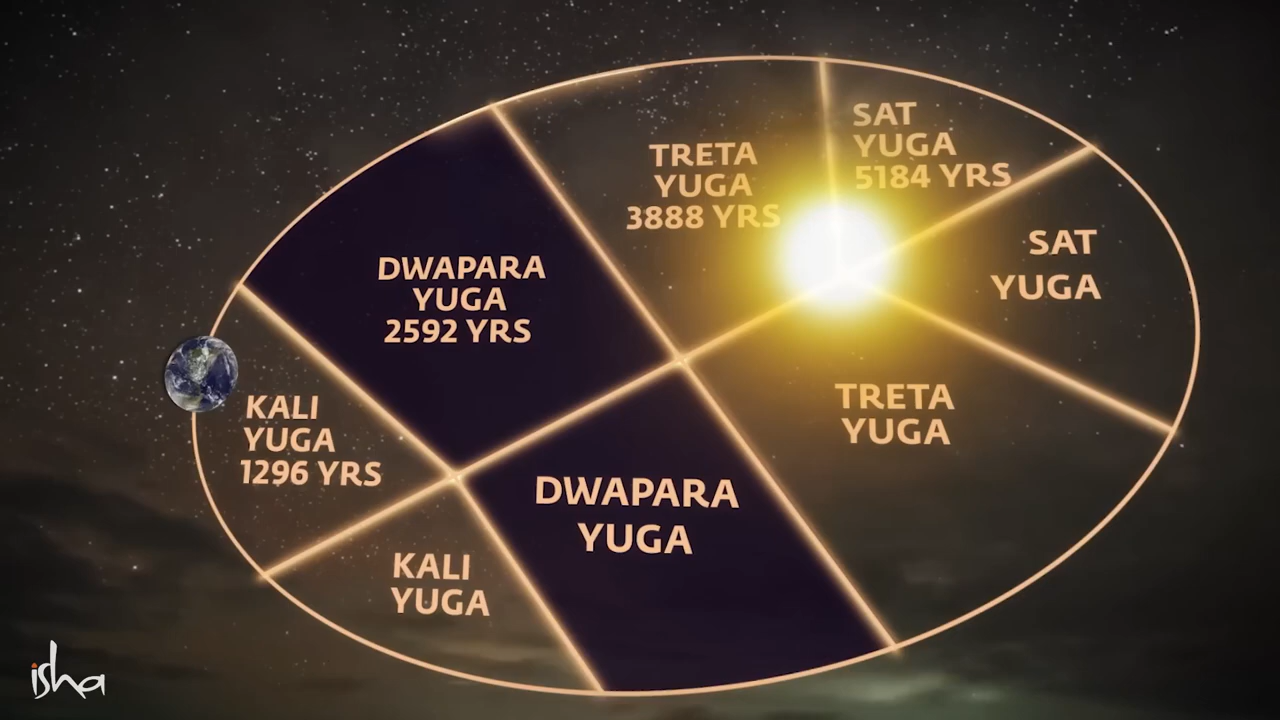 SAT
YUGA
5184 YRS
TRETA
YUGA
3888 YRS
SAT
YUGA
DWAPARA
YUGA
2592 YRS
TRETA
YUGA
KALI
YUGA
1296 YRS
DWAPARA
YUGA
KALI
YUGA
isha